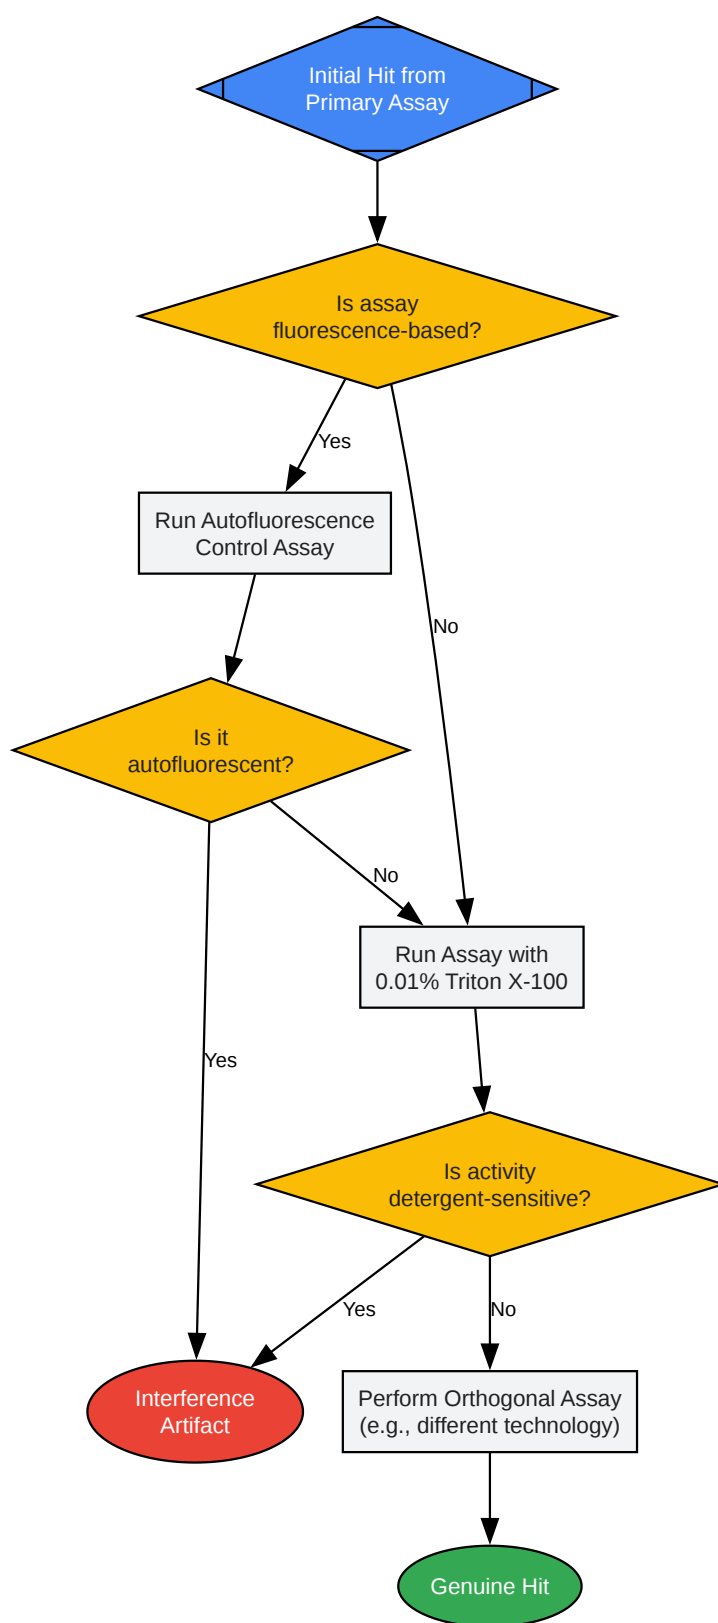 Initial Hit from
Primary Assay
Is assay
fluorescence-based?
Yes
Run Autofluorescence
Control Assay
No
Is it
autofluorescent?
No
Run Assay with
0.01% Triton X-100
Yes
Is activity
detergent-sensitive?
Yes
No
Interference
Artifact
Perform Orthogonal Assay
(e.g., different technology)
Genuine Hit